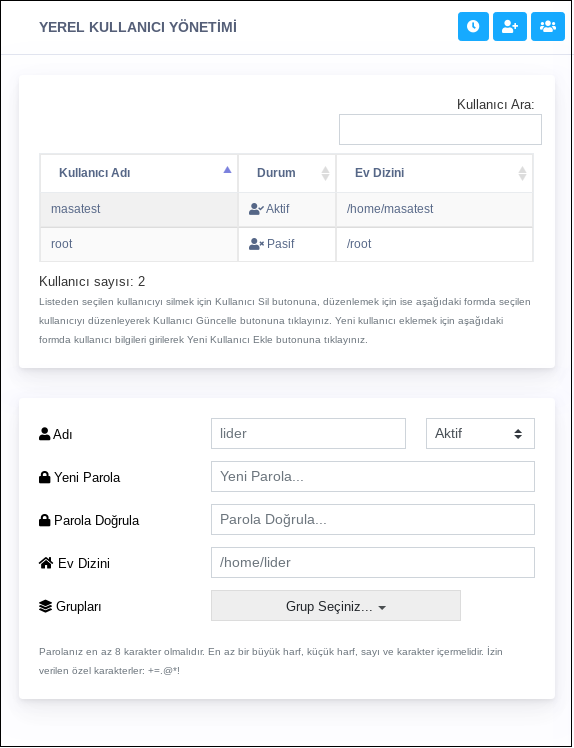 YEREL KULLANICI YÖNETİMİ
Kullanıcı Ara:
Kullanıcı Adı Durum Ev Dizini
masatest Aktif /home/masatest
root Pasif /root
Kullanıcı sayısı: 2
Listeden seçilen kullanıcıyı silmek için Kullanıcı Sil butonuna, düzenlemek için ise aşağıdaki formda seçilen
kullanıcıyı düzenleyerek Kullanıcı Güncelle butonuna tıklayınız. Yeni kullanıcı eklemek için aşağıdaki
formda kullanıcı bilgileri girilerek Yeni Kullanıcı Ekle butonuna tıklayınız.
Adı lider Aktif
Yeni Parola Yeni Parola...
Parola Doğrula Parola Doğrula...
Ev Dizini /home/lider
Grupları Grup Seçiniz...
Parolanız en az 8 karakter olmalıdır. En az bir büyük harf, küçük harf, sayı ve karakter içermelidir. İzin
verilen özel karakterler: +=.@*!